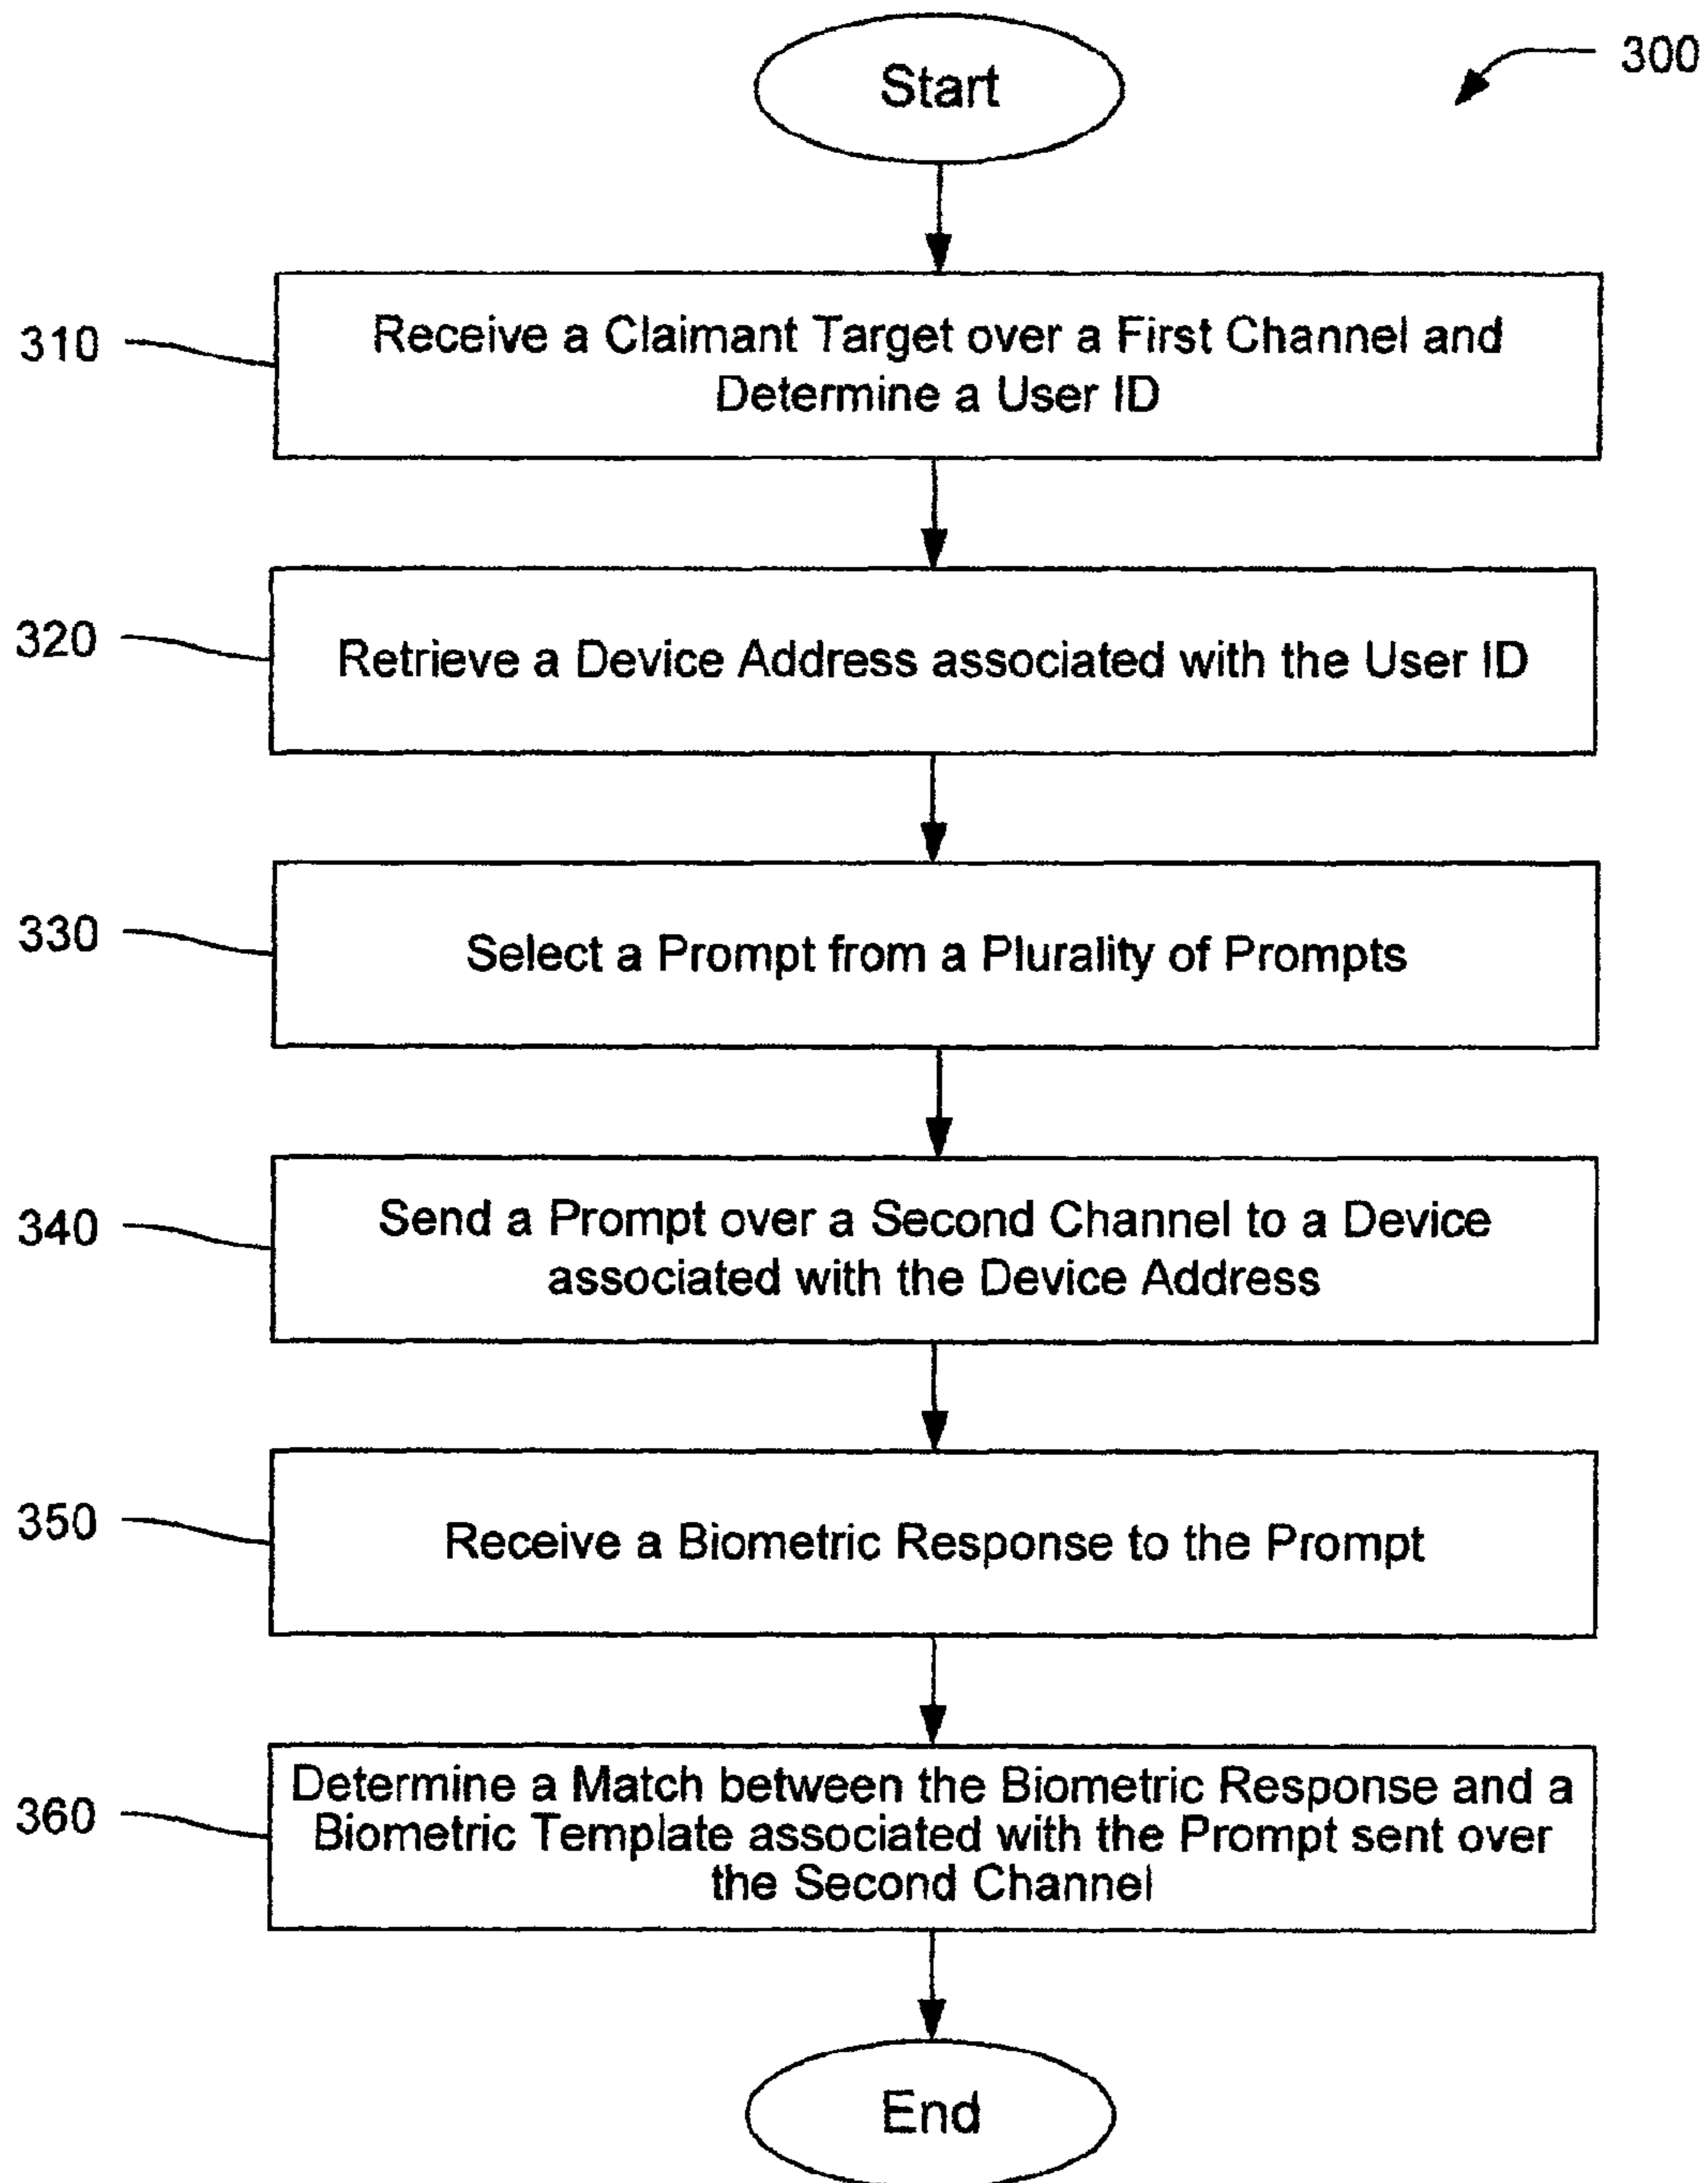 Start
300
310
Receive a Claimant Target over a First Channel and
Determine a User ID
320
Retrieve a Device Address associated with the User ID
330
Select a Prompt from a Plurality of Prompts
340
Send a Prompt over a Second Channel to a Device
associated with the Device Address
350
Receive a Biometric Response to the Prompt
360
Determine a Match between the Biometric Response and a
Biometric Template associated with the Prompt sent over
the Second Channel
End